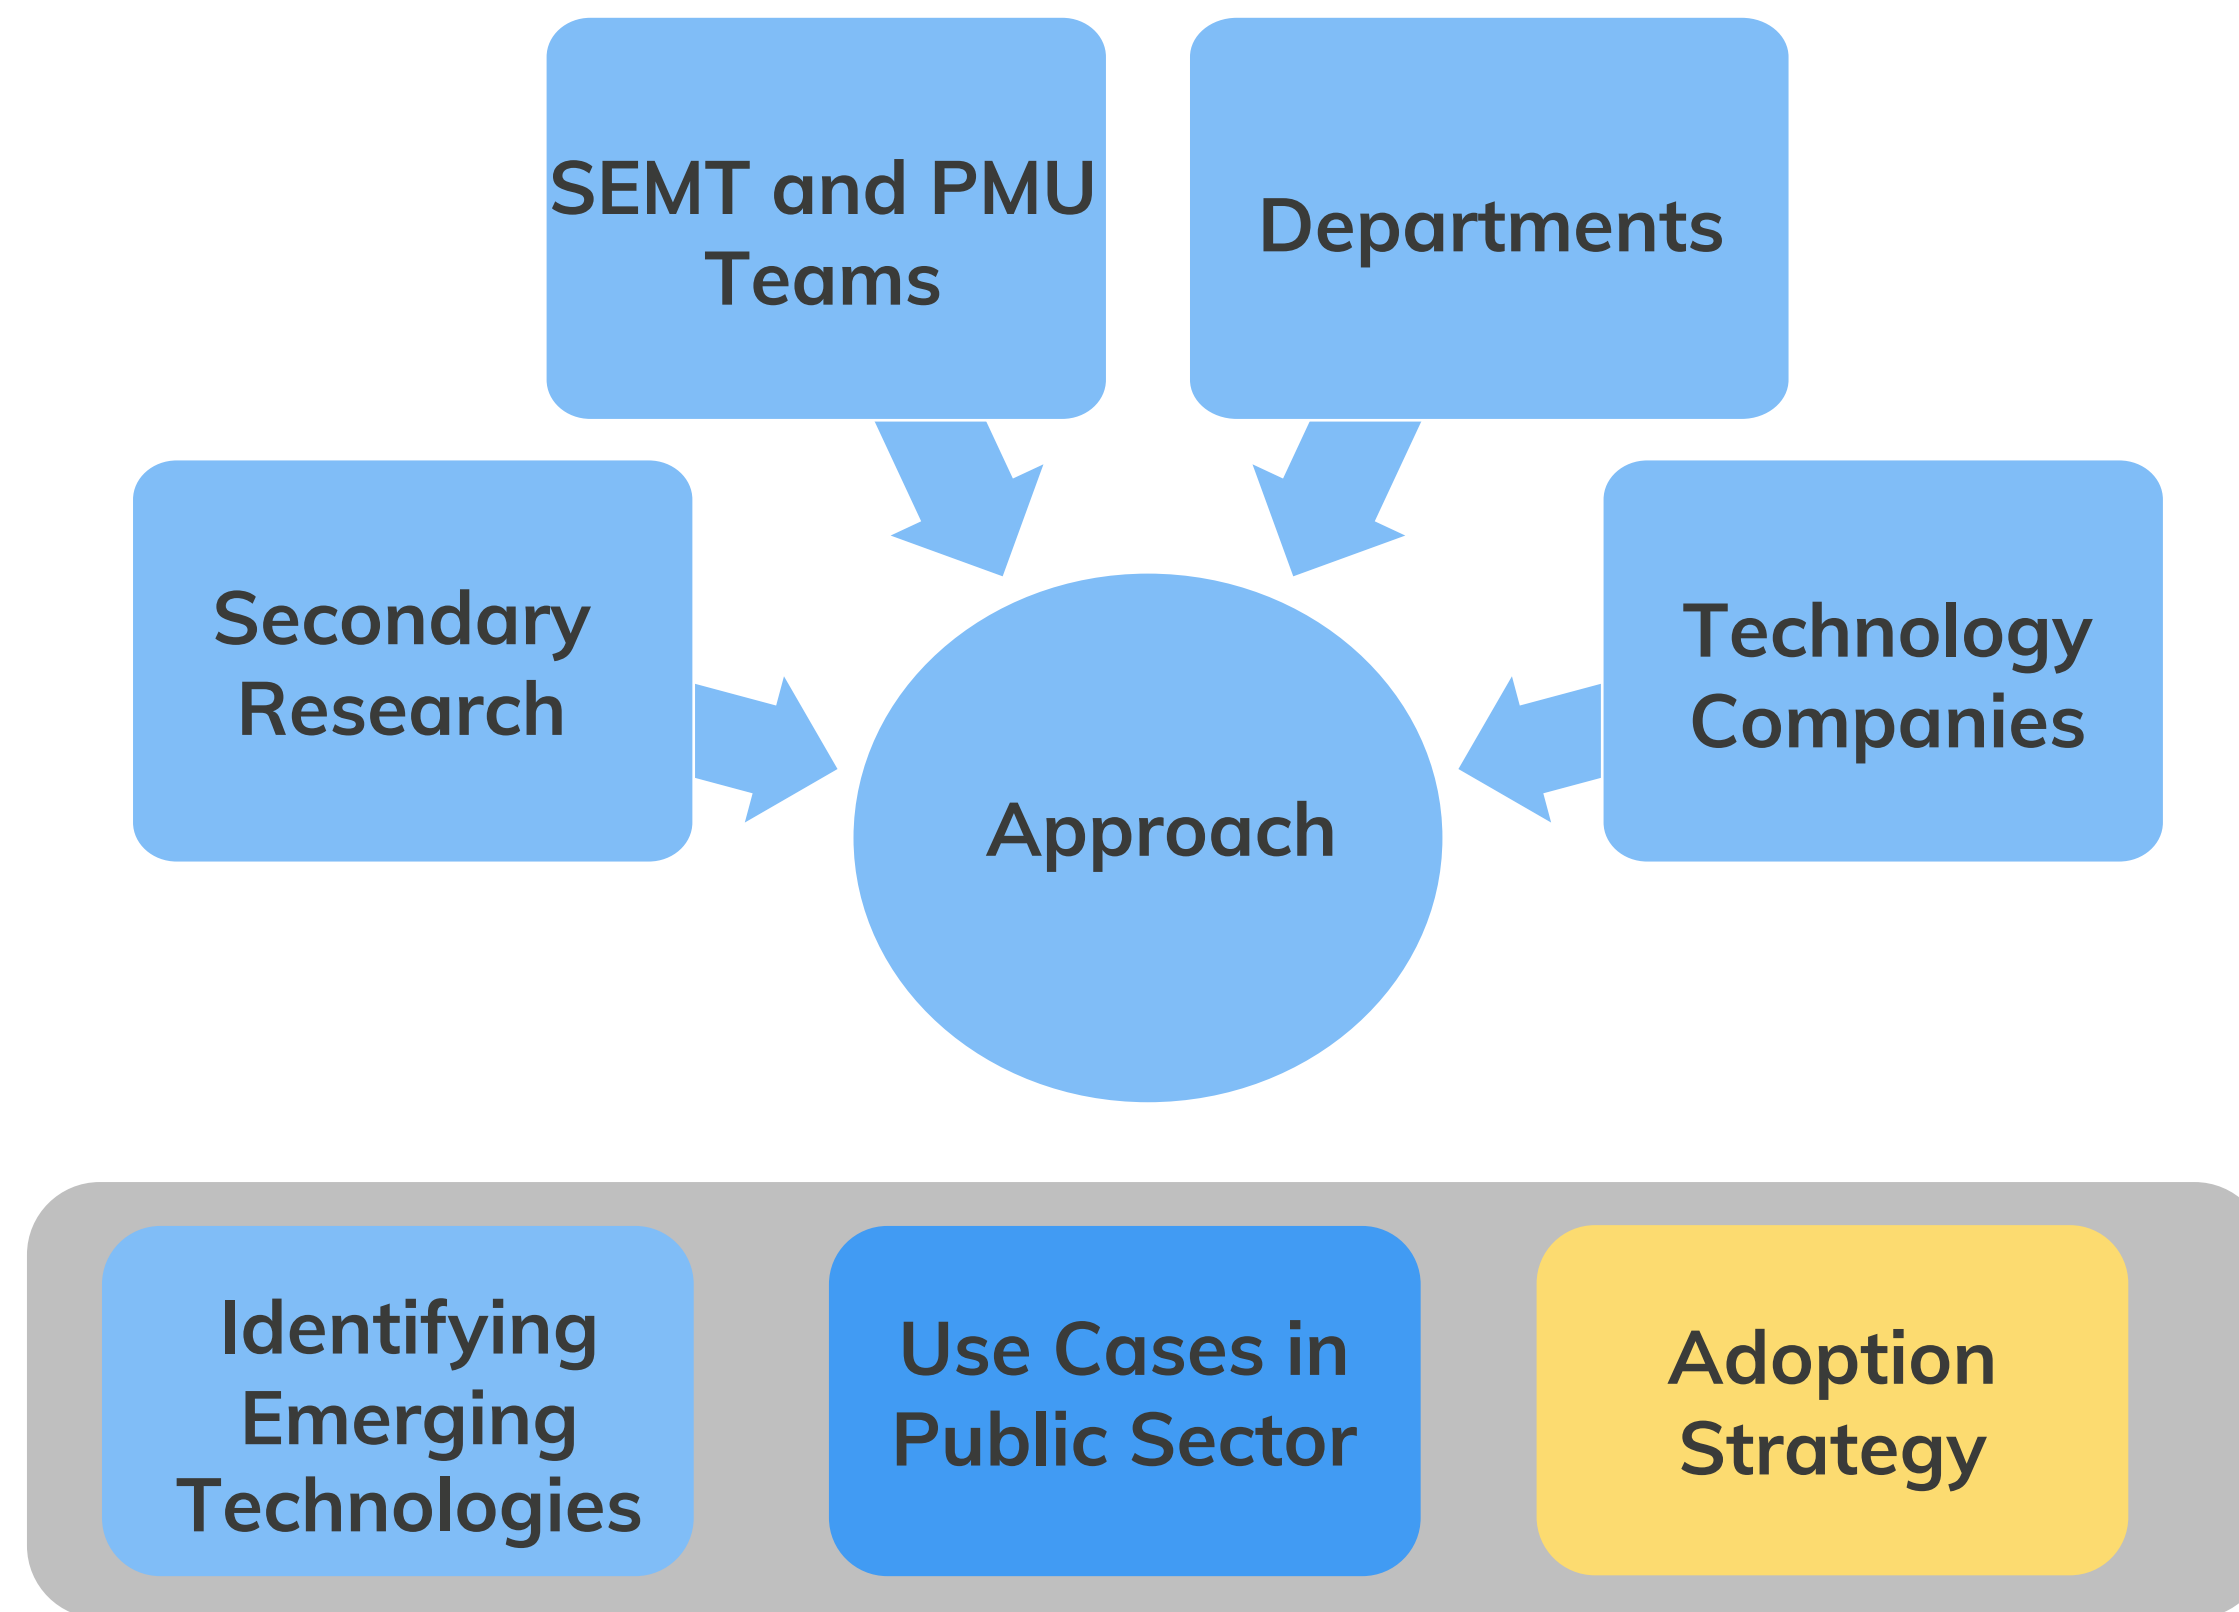 SEMT and PMU
Teams
Departments
Secondary
Research
Technology
Companies
Approach
Identifying
Emerging
Technologies
Use Cases in
Public Sector
Adoption
Strategy